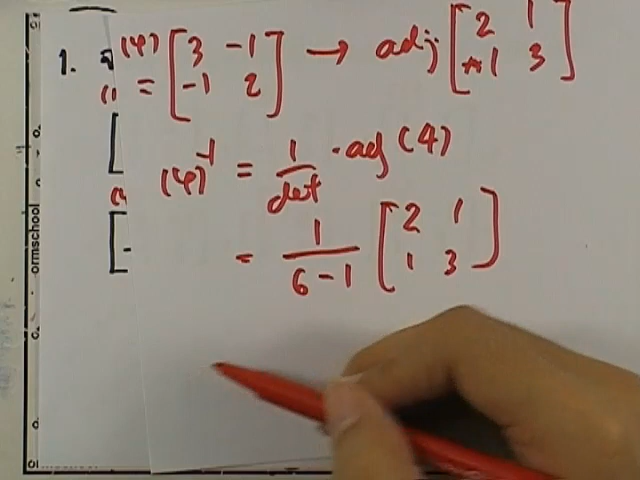 1. (4) [3 -1] → adj [2 1]
= [-1 2] [1 3]
(4)⁻¹ = 1/det · adj (4)
= 1/6-1 [2 1]
[1 3]
ormschool